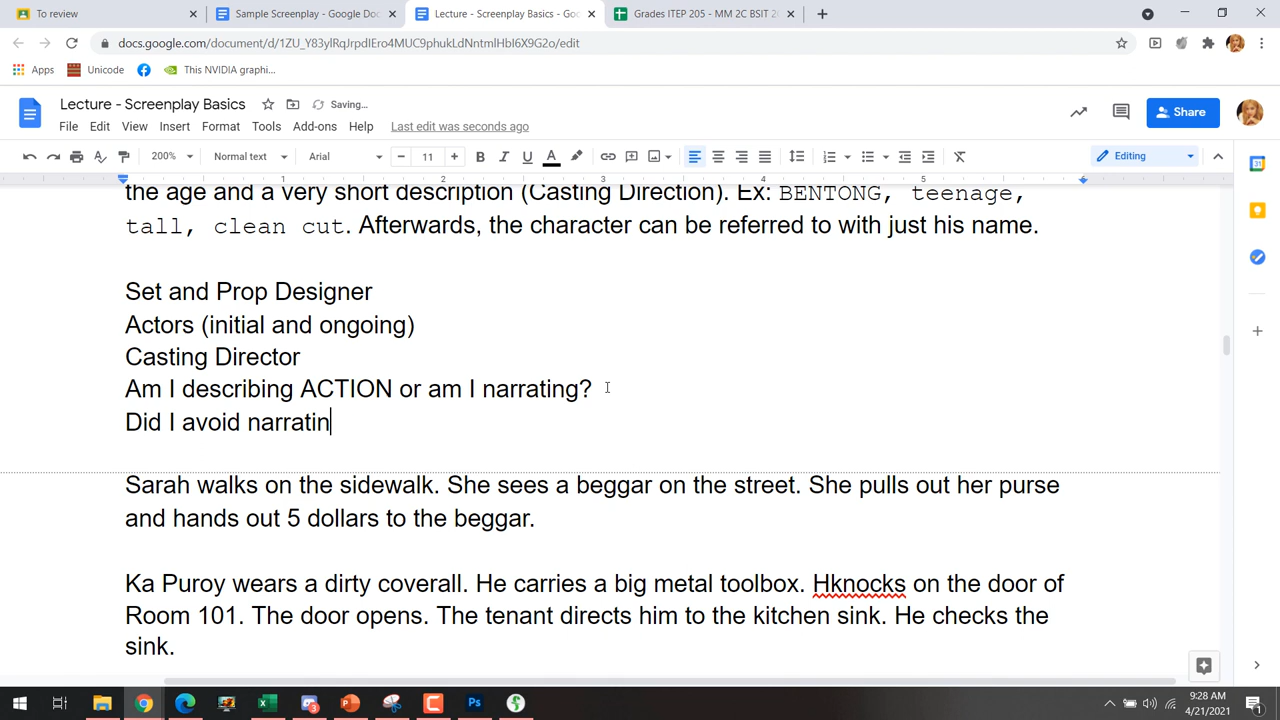 To review
Sample Screenplay - Google Doc
Lecture - Screenplay Basics - Goo
Grades ITEP 205 - MM 2C BSIT 2
docs.google.com/document/d/1ZU_Y83ylRqJrpdIEro4MUC9phukLdNntmlHbI6X9G2o/edit
Apps
Unicode
This NVIDIA graphi...
Lecture - Screenplay Basics
Saving...
Share
File Edit View Insert Format Tools Add-ons Help
Last edit was seconds ago
200%
Normal text
Arial
11
Editing
1 2 3 4 5
the age and a very short description (Casting Direction). Ex: BENTONG, teenage,
tall, clean cut. Afterwards, the character can be referred to with just his name.
Set and Prop Designer
Actors (initial and ongoing)
Casting Director
Am I describing ACTION or am I narrating?
Did I avoid narratin
Sarah walks on the sidewalk. She sees a beggar on the street. She pulls out her purse
and hands out 5 dollars to the beggar.
Ka Puroy wears a dirty coverall. He carries a big metal toolbox. Hknocks on the door of
Room 101. The door opens. The tenant directs him to the kitchen sink. He checks the
sink.
9:28 AM
4/21/2021